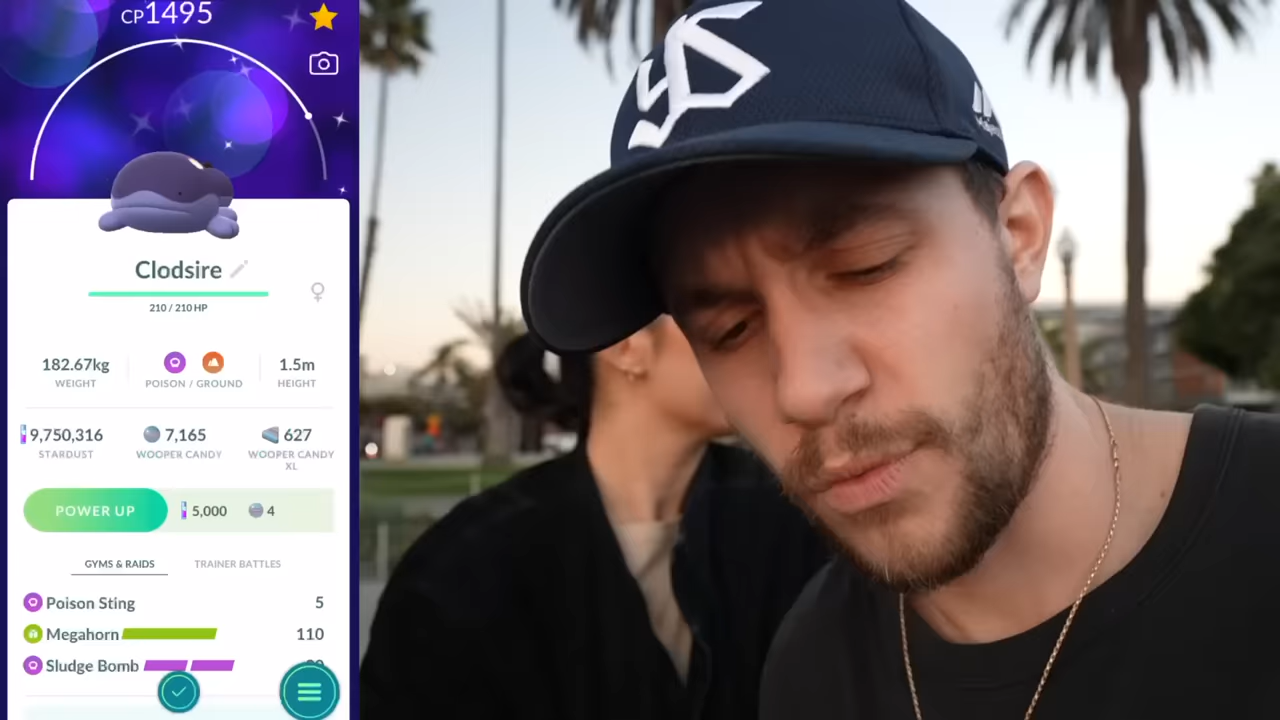 CP1495
Clodsire
210 / 210 HP
182.67kg
WEIGHT
POISON / GROUND
1.5m
HEIGHT
9,750,316
STARDUST
7,165
WOOPER CANDY
627
WOOPER CANDY
XL
POWER UP
5,000
4
GYMS & RAIDS
TRAINER BATTLES
Poison Sting 5
Megahorn 110
Sludge Bomb
YS